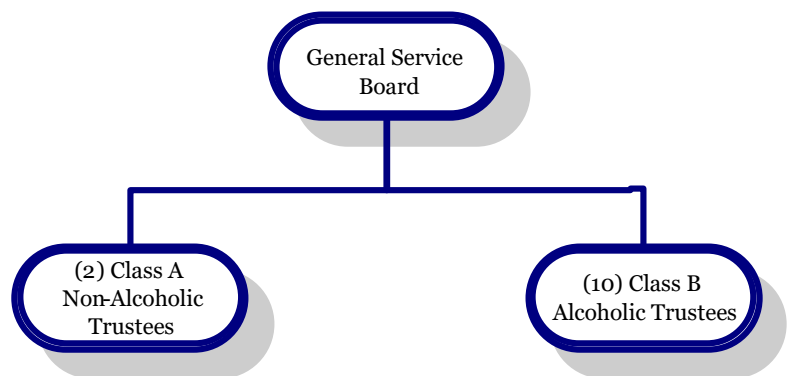 General Service
Board
(2) Class A
Non-Alcoholic
Trustees
(10) Class B
Alcoholic Trustees